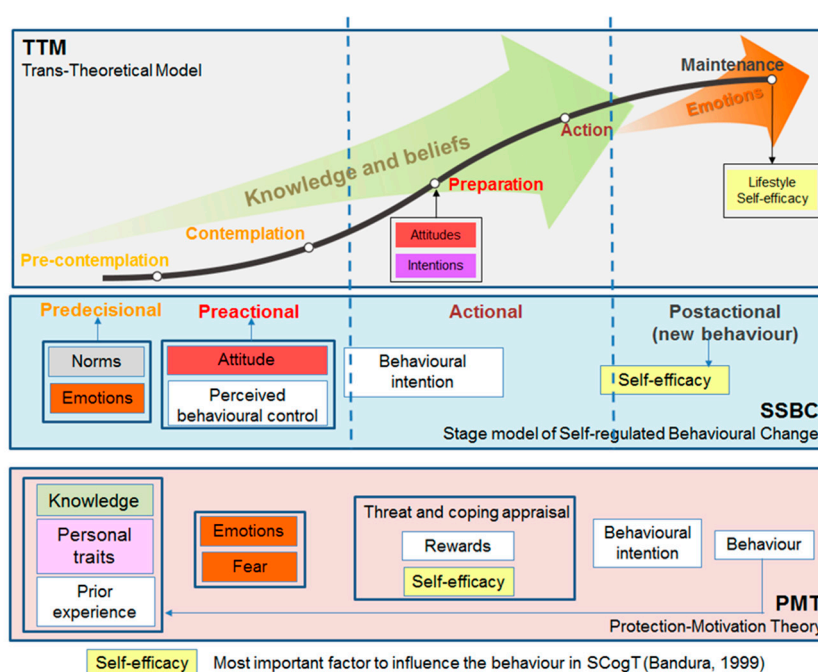 TTM
Trans-Theoretical Model
Maintenance
Emotions
Action
Knowledge and beliefs
Preparation
Lifestyle
Self-efficacy
Contemplation
Attitudes
Intentions
Pre-contemplation
Predecisional
Preactional
Actional
Postactional
(new behaviour)
Norms
Emotions
Attitude
Perceived
behavioural control
Behavioural
intention
Self-efficacy
SSBC
Stage model of Self-regulated Behavioural Change
Knowledge
Personal
traits
Prior
experience
Emotions
Fear
Threat and coping appraisal
Rewards
Self-efficacy
Behavioural
intention
Behaviour
PMT
Protection-Motivation Theory
Self-efficacy
Most important factor to influence the behaviour in SCogT (Bandura, 1999)